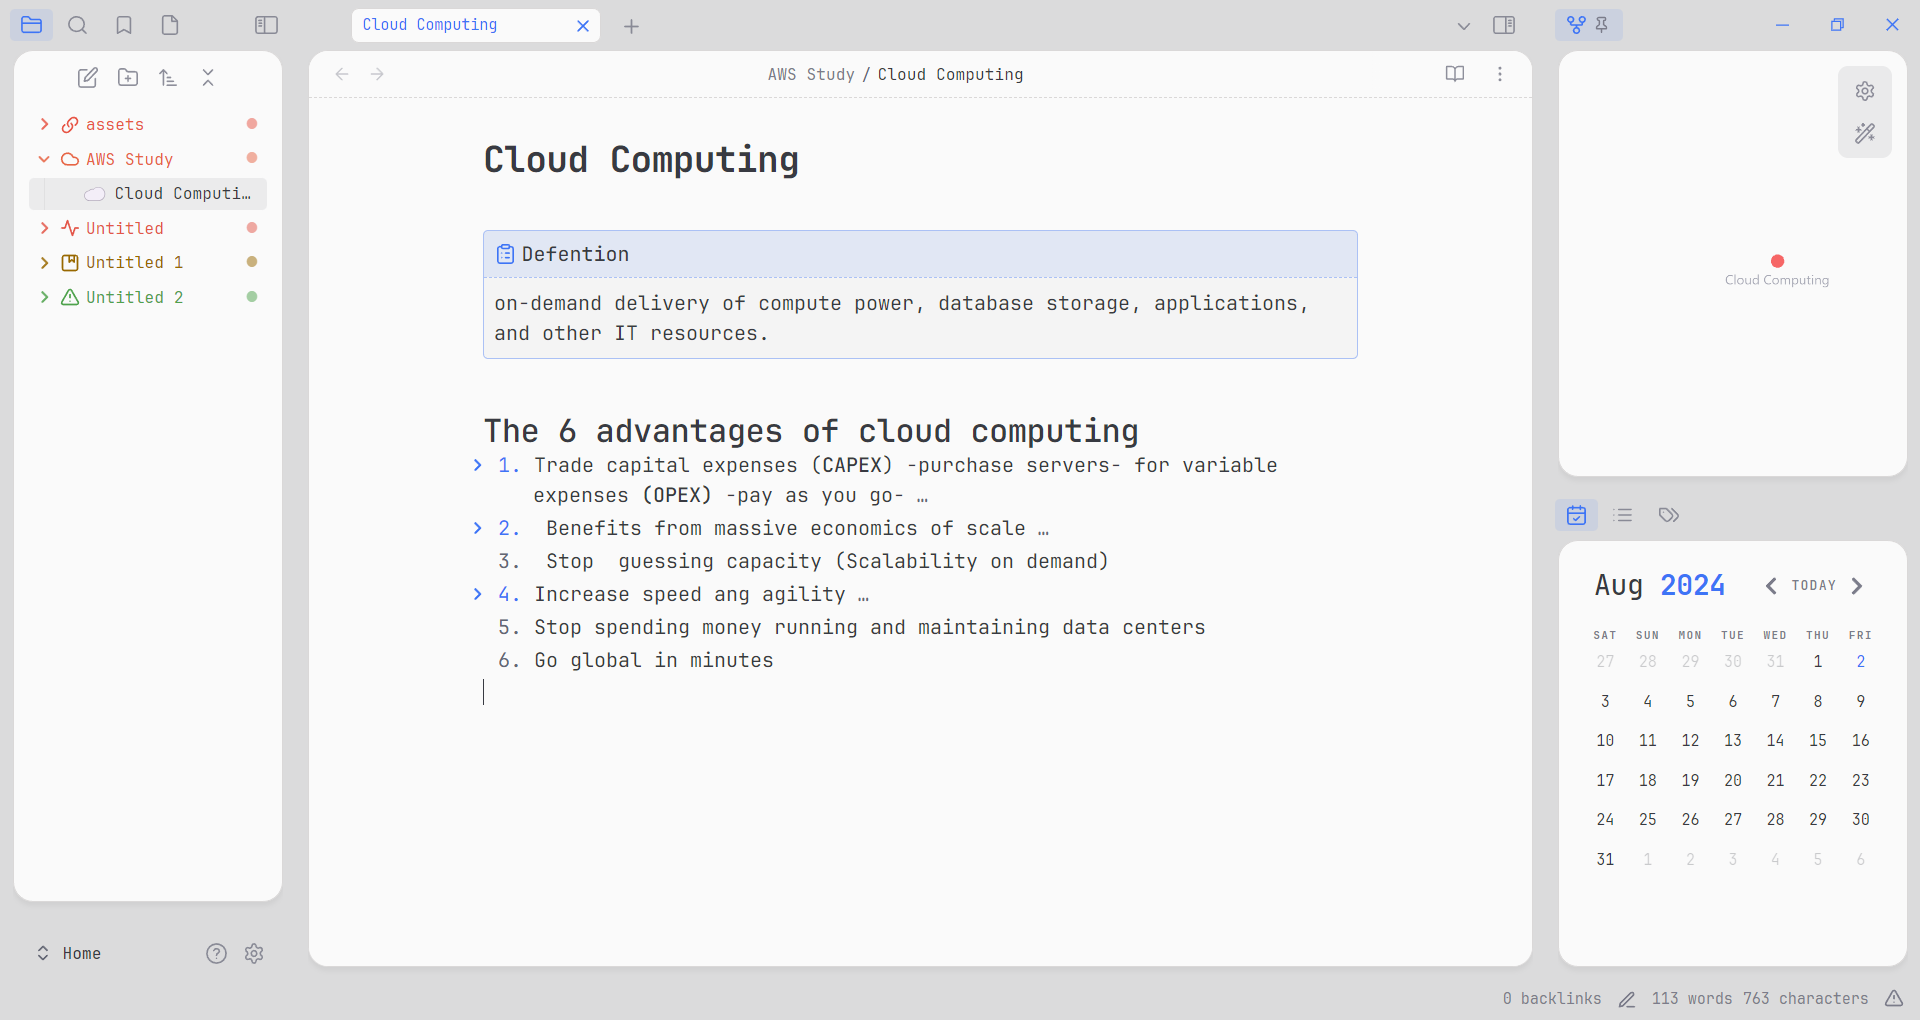 Cloud Computing
AWS Study / Cloud Computing
assets
AWS Study
Cloud Computi…
Untitled
Untitled 1
Untitled 2
Home
Cloud Computing
Defention
on-demand delivery of compute power, database storage, applications,
and other IT resources.
The 6 advantages of cloud computing
1. Trade capital expenses (CAPEX) -purchase servers- for variable
expenses (OPEX) -pay as you go- …
2. Benefits from massive economics of scale …
3. Stop guessing capacity (Scalability on demand)
4. Increase speed ang agility …
5. Stop spending money running and maintaining data centers
6. Go global in minutes
Cloud Computing
Aug 2024
TODAY
SAT SUN MON TUE WED THU FRI
27 28 29 30 31 1 2
3 4 5 6 7 8 9
10 11 12 13 14 15 16
17 18 19 20 21 22 23
24 25 26 27 28 29 30
31 1 2 3 4 5 6
0 backlinks 113 words 763 characters